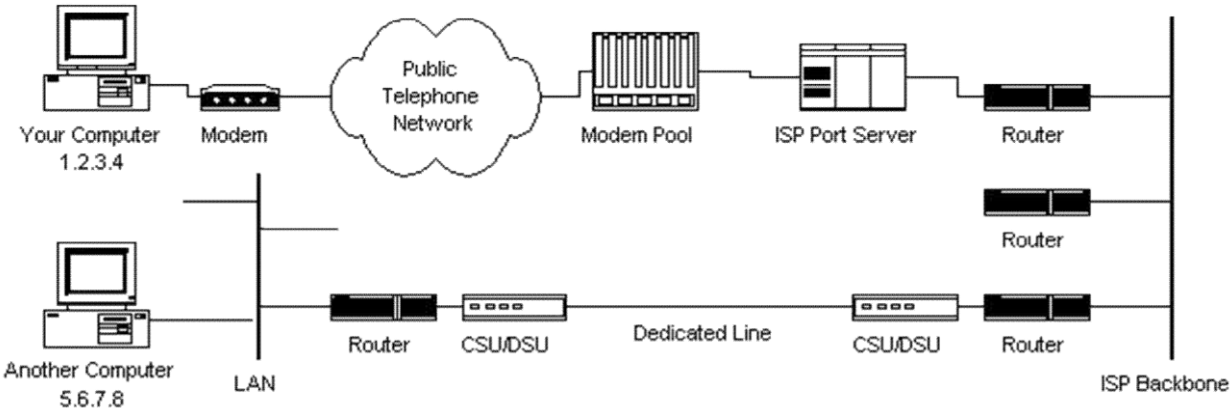 Public
Telephone
Network
Your Computer
1.2.3.4
Modem
Modem Pool
ISP Port Server
Router
Router
Another Computer
5.6.7.8
LAN
Router
CSU/DSU
Dedicated Line
CSU/DSU
Router
ISP Backbone